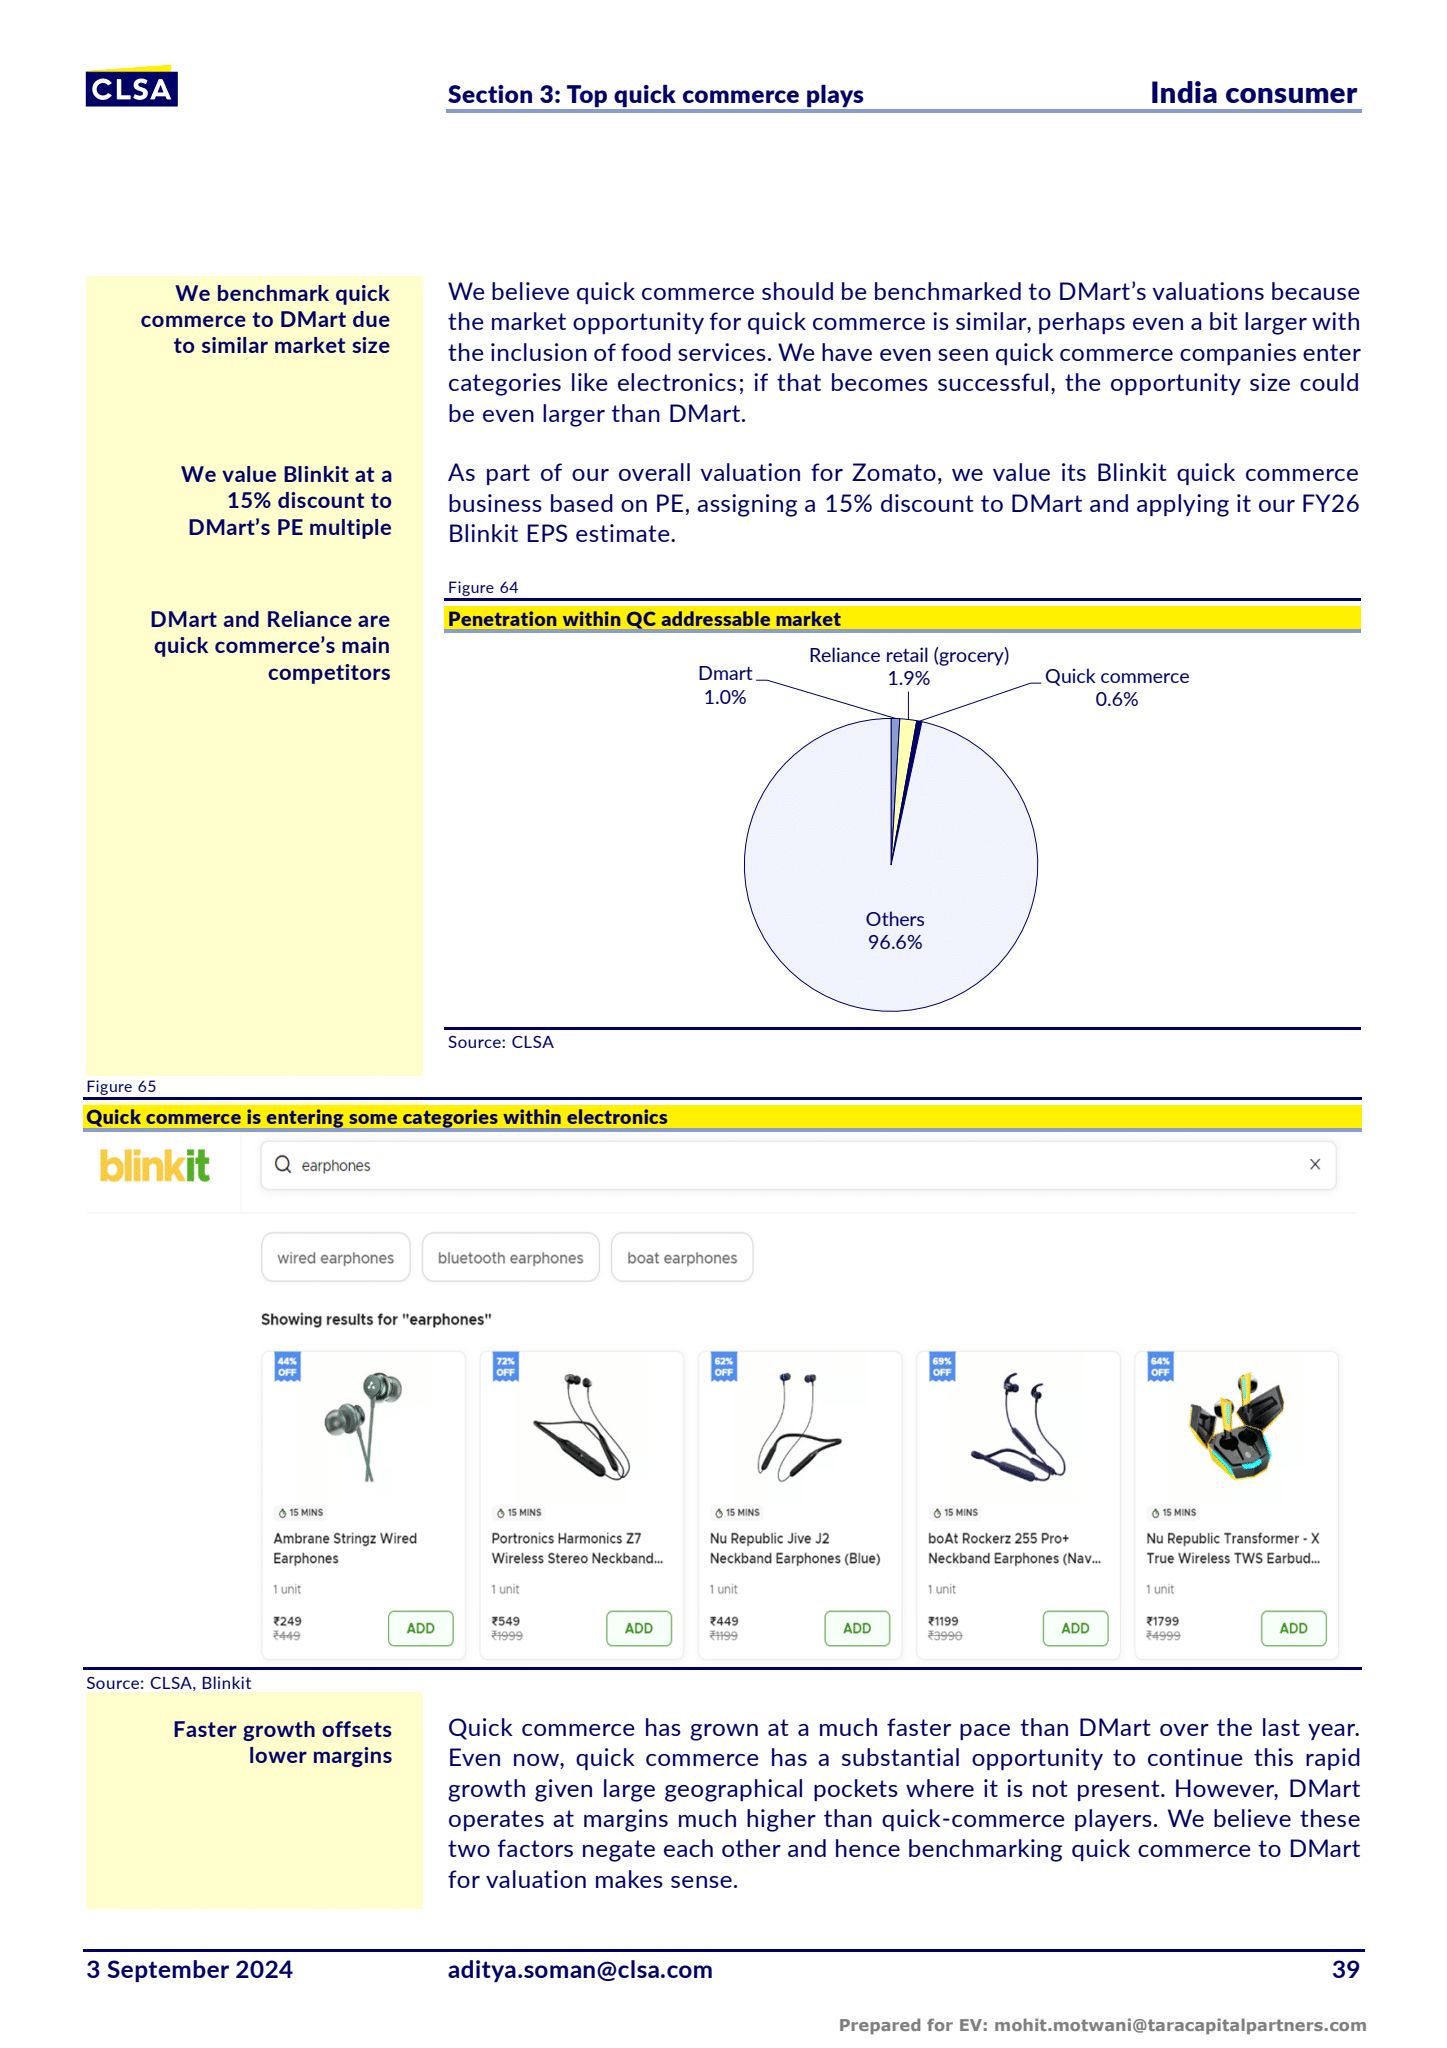 CLSA
Section 3: Top quick commerce plays
India consumer
We benchmark quick
commerce to DMart due
to similar market size
We believe quick commerce should be benchmarked to DMart's valuations because
the market opportunity for quick commerce is similar, perhaps even a bit larger with
the inclusion of food services. We have even seen quick commerce companies enter
categories like electronics; if that becomes successful, the opportunity size could
be even larger than DMart.
We value Blinkit at a
15% discount to
DMart's PE multiple
As part of our overall valuation for Zomato, we value its Blinkit quick commerce
business based on PE, assigning a 15% discount to DMart and applying it our FY26
Blinkit EPS estimate.
DMart and Reliance are
quick commerce's main
competitors
Figure 64
Penetration within QC addressable market
Dmart
1.0%
Reliance retail (grocery)
1.9%
Quick commerce
0.6%
Others
96.6%
Source: CLSA
Figure 65
Quick commerce is entering some categories within electronics
blinkit
earphones
wired earphones
bluetooth earphones
boat earphones
Showing results for "earphones"
44%
OFF
15 MINS
Ambrane Stringz Wired
Earphones
1 unit
₹249
₹449
ADD
72%
OFF
15 MINS
Portronics Harmonics Z7
Wireless Stereo Neckband...
1 unit
₹549
₹1999
ADD
62%
OFF
15 MINS
Nu Republic Jive J2
Neckband Earphones (Blue)
1 unit
₹449
₹1199
ADD
69%
OFF
15 MINS
boAt Rockerz 255 Pro+
Neckband Earphones (Nav...
1 unit
₹1199
₹3990
ADD
64%
OFF
15 MINS
Nu Republic Transformer - X
True Wireless TWS Earbud...
1 unit
₹1799
₹4999
ADD
Source: CLSA, Blinkit
Faster growth offsets
lower margins
Quick commerce has grown at a much faster pace than DMart over the last year.
Even now, quick commerce has a substantial opportunity to continue this rapid
growth given large geographical pockets where it is not present. However, DMart
operates at margins much higher than quick-commerce players. We believe these
two factors negate each other and hence benchmarking quick commerce to DMart
for valuation makes sense.
3 September 2024
aditya.soman@clsa.com
39
Prepared for EV: mohit.motwani@taracapitalpartners.com